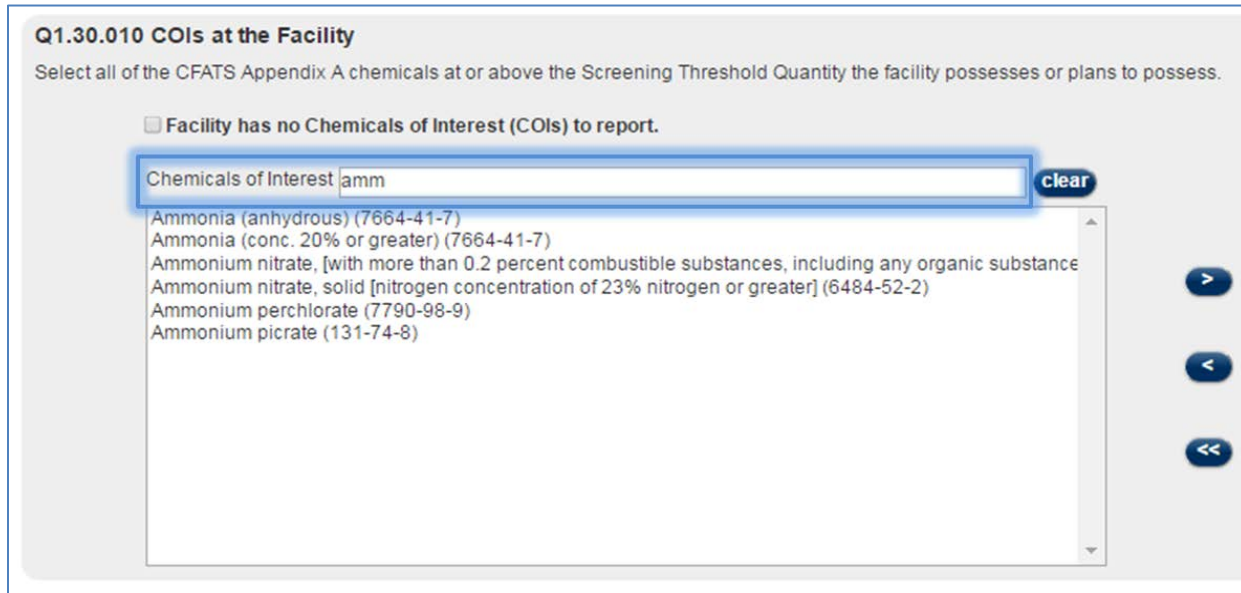 Q1.30.010 COIs at the Facility
Select all of the CFATS Appendix A chemicals at or above the Screening Threshold Quantity the facility possesses or plans to possess.
Facility has no Chemicals of Interest (COIs) to report.
Chemicals of Interest amm clear
Ammonia (anhydrous) (7664-41-7)
Ammonia (conc. 20% or greater) (7664-41-7)
Ammonium nitrate, [with more than 0.2 percent combustible substances, including any organic substance
Ammonium nitrate, solid [nitrogen concentration of 23% nitrogen or greater] (6484-52-2)
Ammonium perchlorate (7790-98-9)
Ammonium picrate (131-74-8)
>
<
<<